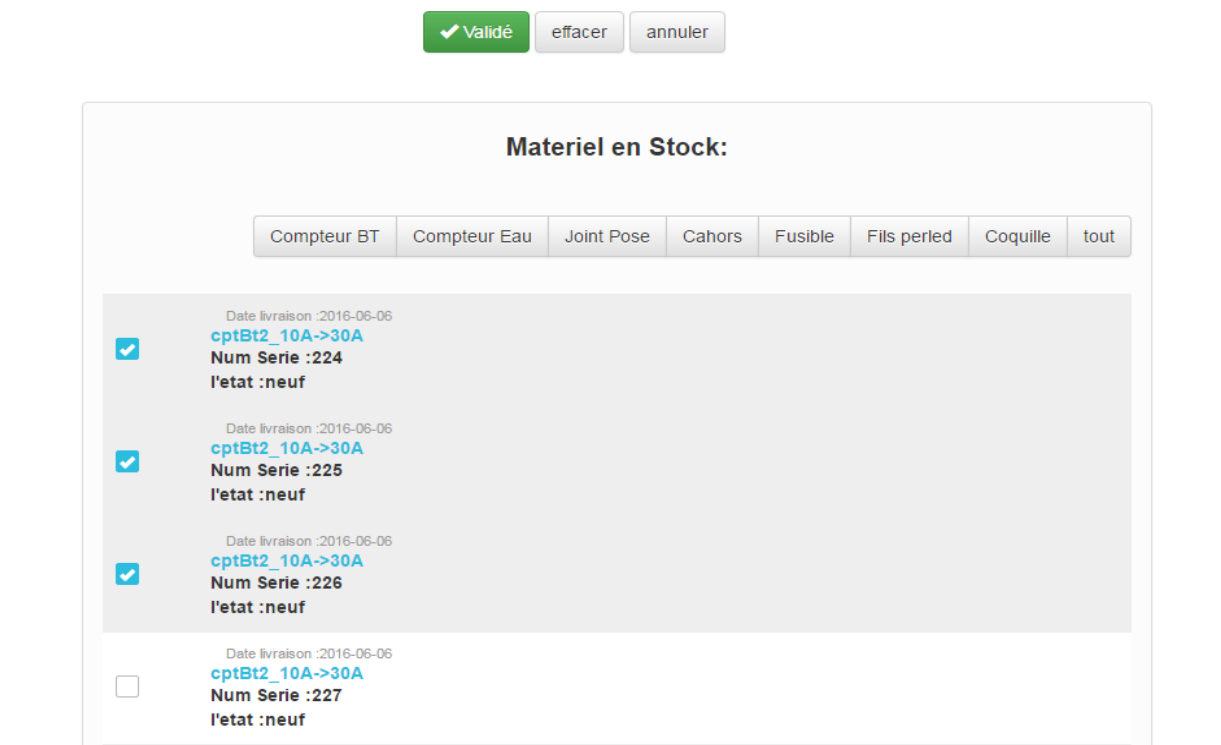 Validé effacer annuler
Materiel en Stock:
Compteur BT Compteur Eau Joint Pose Cahors Fusible Fils perled Coquille tout
Date livraison :2016-06-06
cptBt2_10A->30A
Num Serie :224
l'etat :neuf
Date livraison :2016-06-06
cptBt2_10A->30A
Num Serie :225
l'etat :neuf
Date livraison :2016-06-06
cptBt2_10A->30A
Num Serie :226
l'etat :neuf
Date livraison :2016-06-06
cptBt2_10A->30A
Num Serie :227
l'etat :neuf